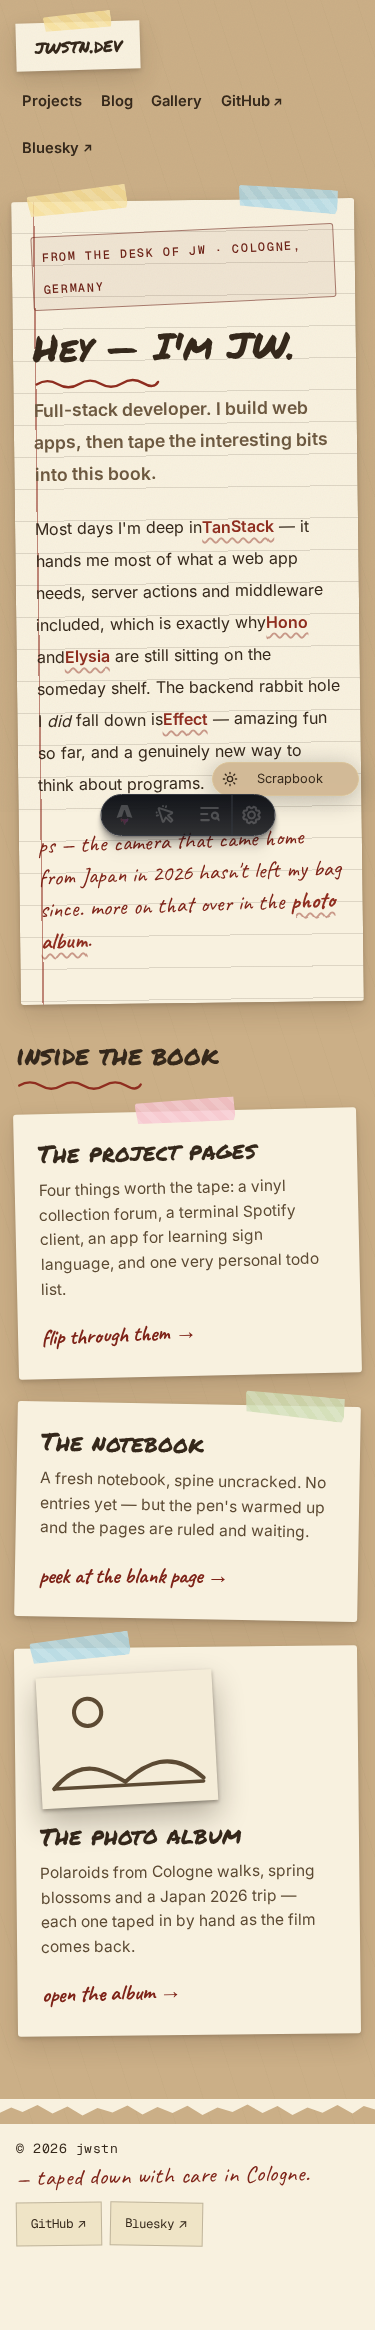 JWSTN.DEV
Projects Blog Gallery GitHub ↗
Bluesky ↗
FROM THE DESK OF JW · COLOGNE,
GERMANY
HEY — I'M JW.
Full-stack developer. I build web
apps, then tape the interesting bits
into this book.
Most days I'm deep inTanStack — it
hands me most of what a web app
needs, server actions and middleware
included, which is exactly whyHono
andElysia are still sitting on the
someday shelf. The backend rabbit hole
I did fall down isEffect — amazing fun
so far, and a genuinely new way to
think about programs.
Scrapbook
ps — the camera that came home
from Japan in 2026 hasn't left my bag
since. more on that over in the photo
album.
INSIDE THE BOOK
THE PROJECT PAGES
Four things worth the tape: a vinyl
collection forum, a terminal Spotify
client, an app for learning sign
language, and one very personal todo
list.
flip through them →
THE NOTEBOOK
A fresh notebook, spine uncracked. No
entries yet — but the pen's warmed up
and the pages are ruled and waiting.
peek at the blank page →
THE PHOTO ALBUM
Polaroids from Cologne walks, spring
blossoms and a Japan 2026 trip —
each one taped in by hand as the film
comes back.
open the album →
© 2026 jwstn
— taped down with care in Cologne.
GitHub ↗ Bluesky ↗